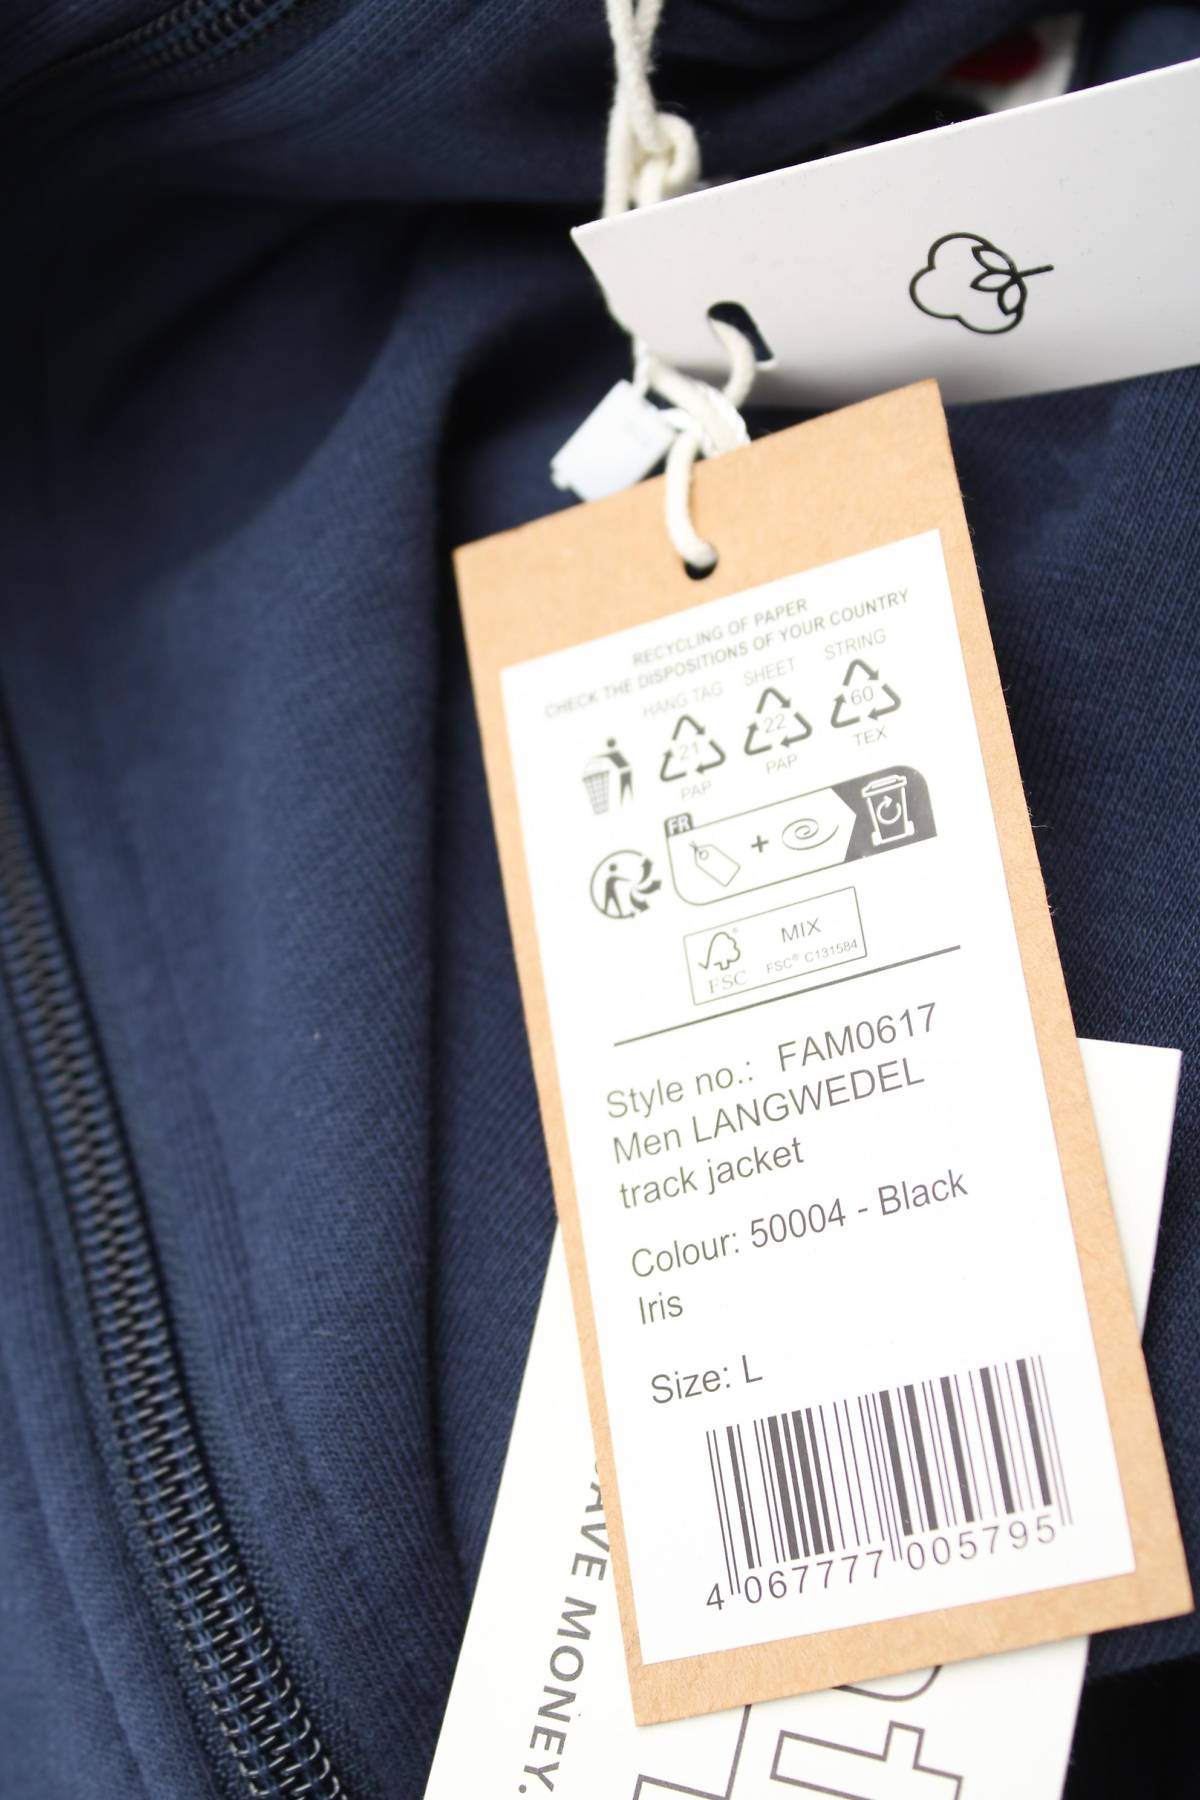 RECYCLING OF PAPER
CHECK THE DISPOSITIONS OF YOUR COUNTRY
HANG TAG SHEET STRING
21 22 60
PAP PAP TEX
FR
+
FSC® MIX
FSC® C131584
Style no.: FAM0617
Men LANGWEDEL
track jacket
Colour: 50004 - Black
Iris
Size: L
4 067777 005795
AVE MONEY.